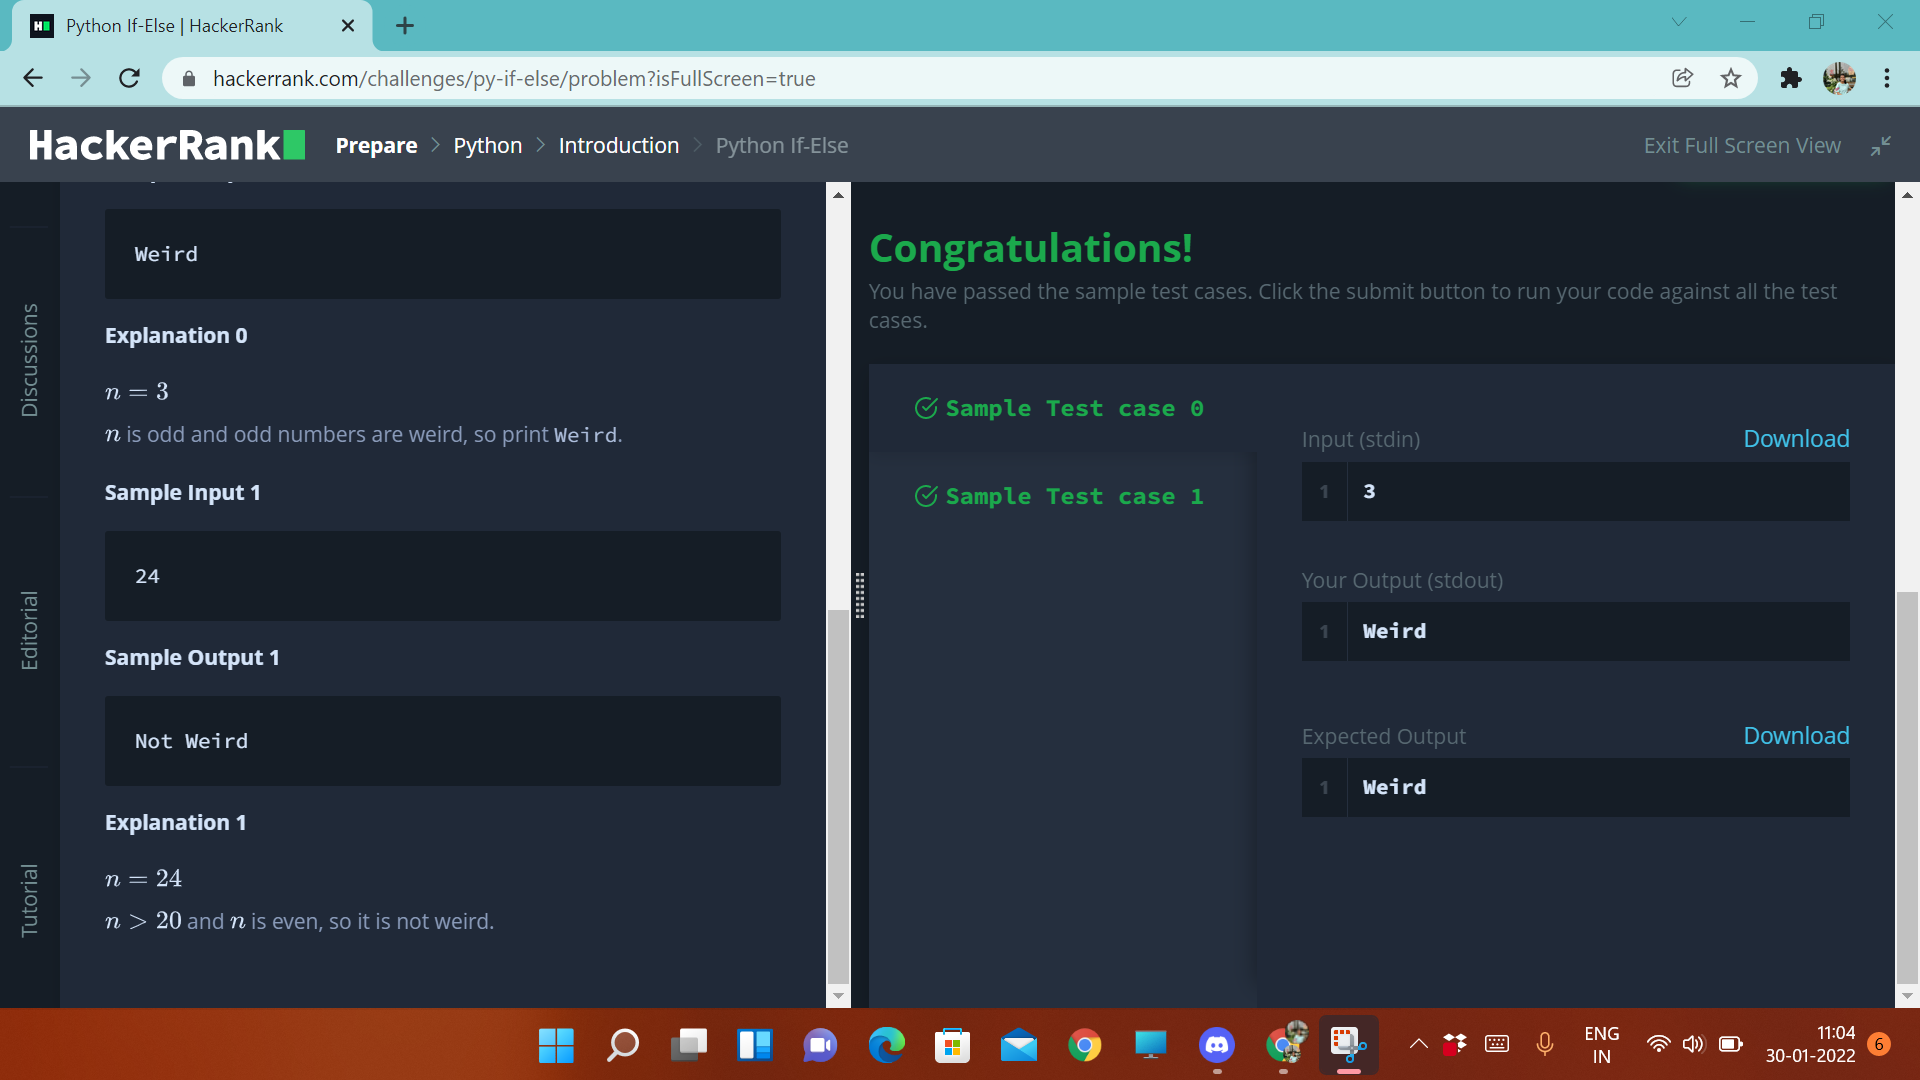 Python If-Else | HackerRank
hackerrank.com/challenges/py-if-else/problem?isFullScreen=true
HackerRank
Prepare > Python > Introduction > Python If-Else
Exit Full Screen View
Discussions
Editorial
Tutorial
Weird
Explanation 0
n = 3
n is odd and odd numbers are weird, so print Weird.
Sample Input 1
24
Sample Output 1
Not Weird
Explanation 1
n = 24
n > 20 and n is even, so it is not weird.
Congratulations!
You have passed the sample test cases. Click the submit button to run your code against all the test
cases.
Sample Test case 0
Sample Test case 1
Input (stdin)
Download
1 3
Your Output (stdout)
1 Weird
Expected Output
Download
1 Weird
ENG
IN
11:04
30-01-2022
6